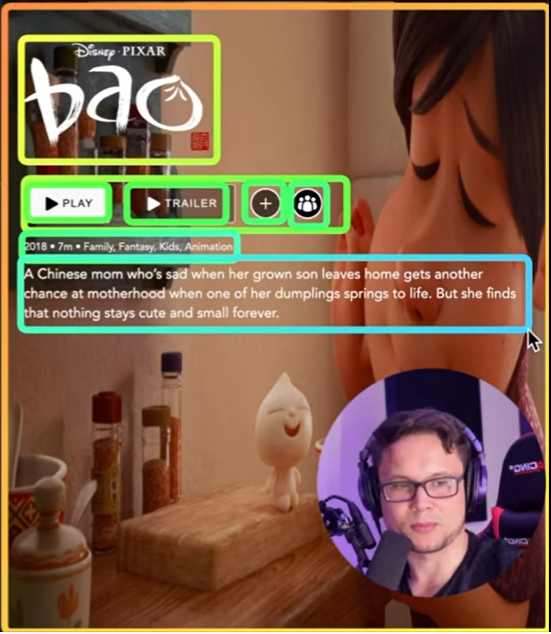 Disney · PIXAR
bao
PLAY
TRAILER
2018 • 7m • Family, Fantasy, Kids, Animation
A Chinese mom who's sad when her grown son leaves home gets another
chance at motherhood when one of her dumplings springs to life. But she finds
that nothing stays cute and small forever.